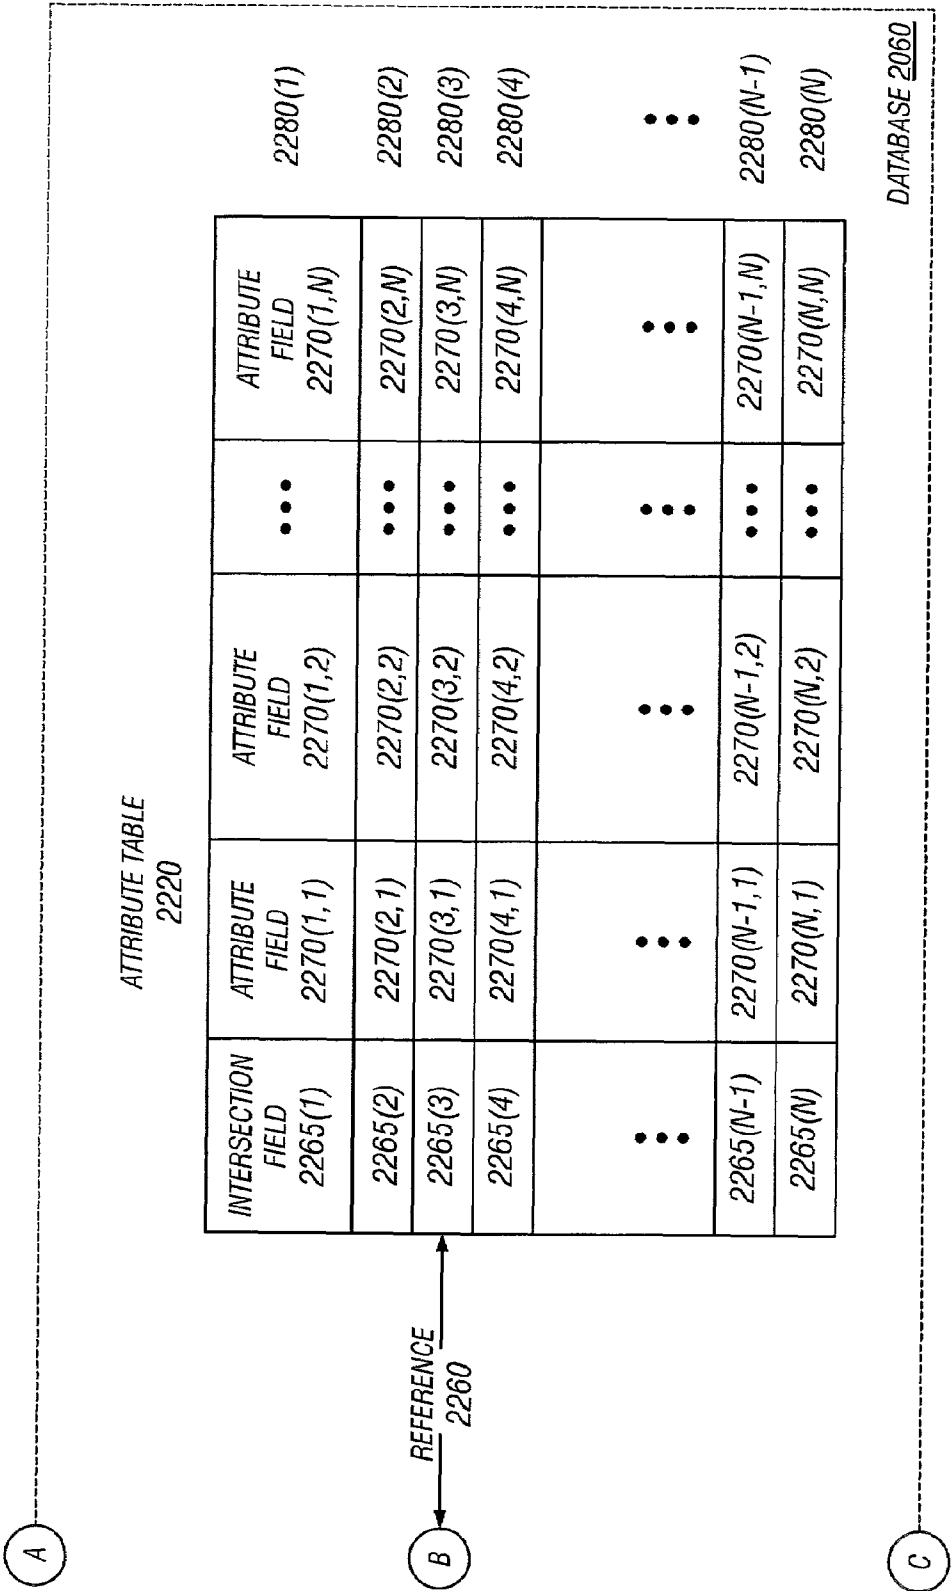 A
ATTRIBUTE TABLE
2220
INTERSECTION
FIELD
2265(1)
ATTRIBUTE
FIELD
2270(1,1)
ATTRIBUTE
FIELD
2270(1,2)
•••
ATTRIBUTE
FIELD
2270(1,N)
2280(1)
2265(2) 2270(2,1) 2270(2,2) ••• 2270(2,N) 2280(2)
2265(3) 2270(3,1) 2270(3,2) ••• 2270(3,N) 2280(3)
2265(4) 2270(4,1) 2270(4,2) ••• 2270(4,N) 2280(4)
••• ••• ••• ••• ••• •••
2265(N-1) 2270(N-1,1) 2270(N-1,2) ••• 2270(N-1,N) 2280(N-1)
2265(N) 2270(N,1) 2270(N,2) ••• 2270(N,N) 2280(N)
B
REFERENCE
2260
C
DATABASE 2060